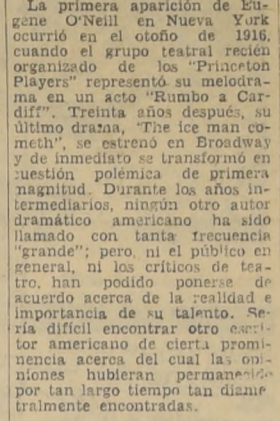 La primera aparición de Eu-
gene O'Neill en Nueva York
ocurrió en el otoño de 1916,
cuando el grupo teatral recién
organizado de los "Princeton
Players" representó su melodra-
ma en un acto "Rumbo a Car-
diff". Treinta años después, su
último drama, "The ice man co-
meth", se estrenó en Broadway
y de inmediato se transformó en
cuestión polémica de primera
magnitud. Durante los años in-
termediarios, ningún otro autor
dramático americano ha sido
llamado con tanta frecuencia
"grande"; pero, ni el público en
general, ni los críticos de tea-
tro, han podido ponerse de
acuerdo acerca de la realidad e
importancia de su talento. Se-
ría difícil encontrar otro escri-
tor americano de cierta promi-
nencia acerca del cual las opi-
niones hubieran permanecido
por tan largo tiempo tan diame-
tralmente encontradas.